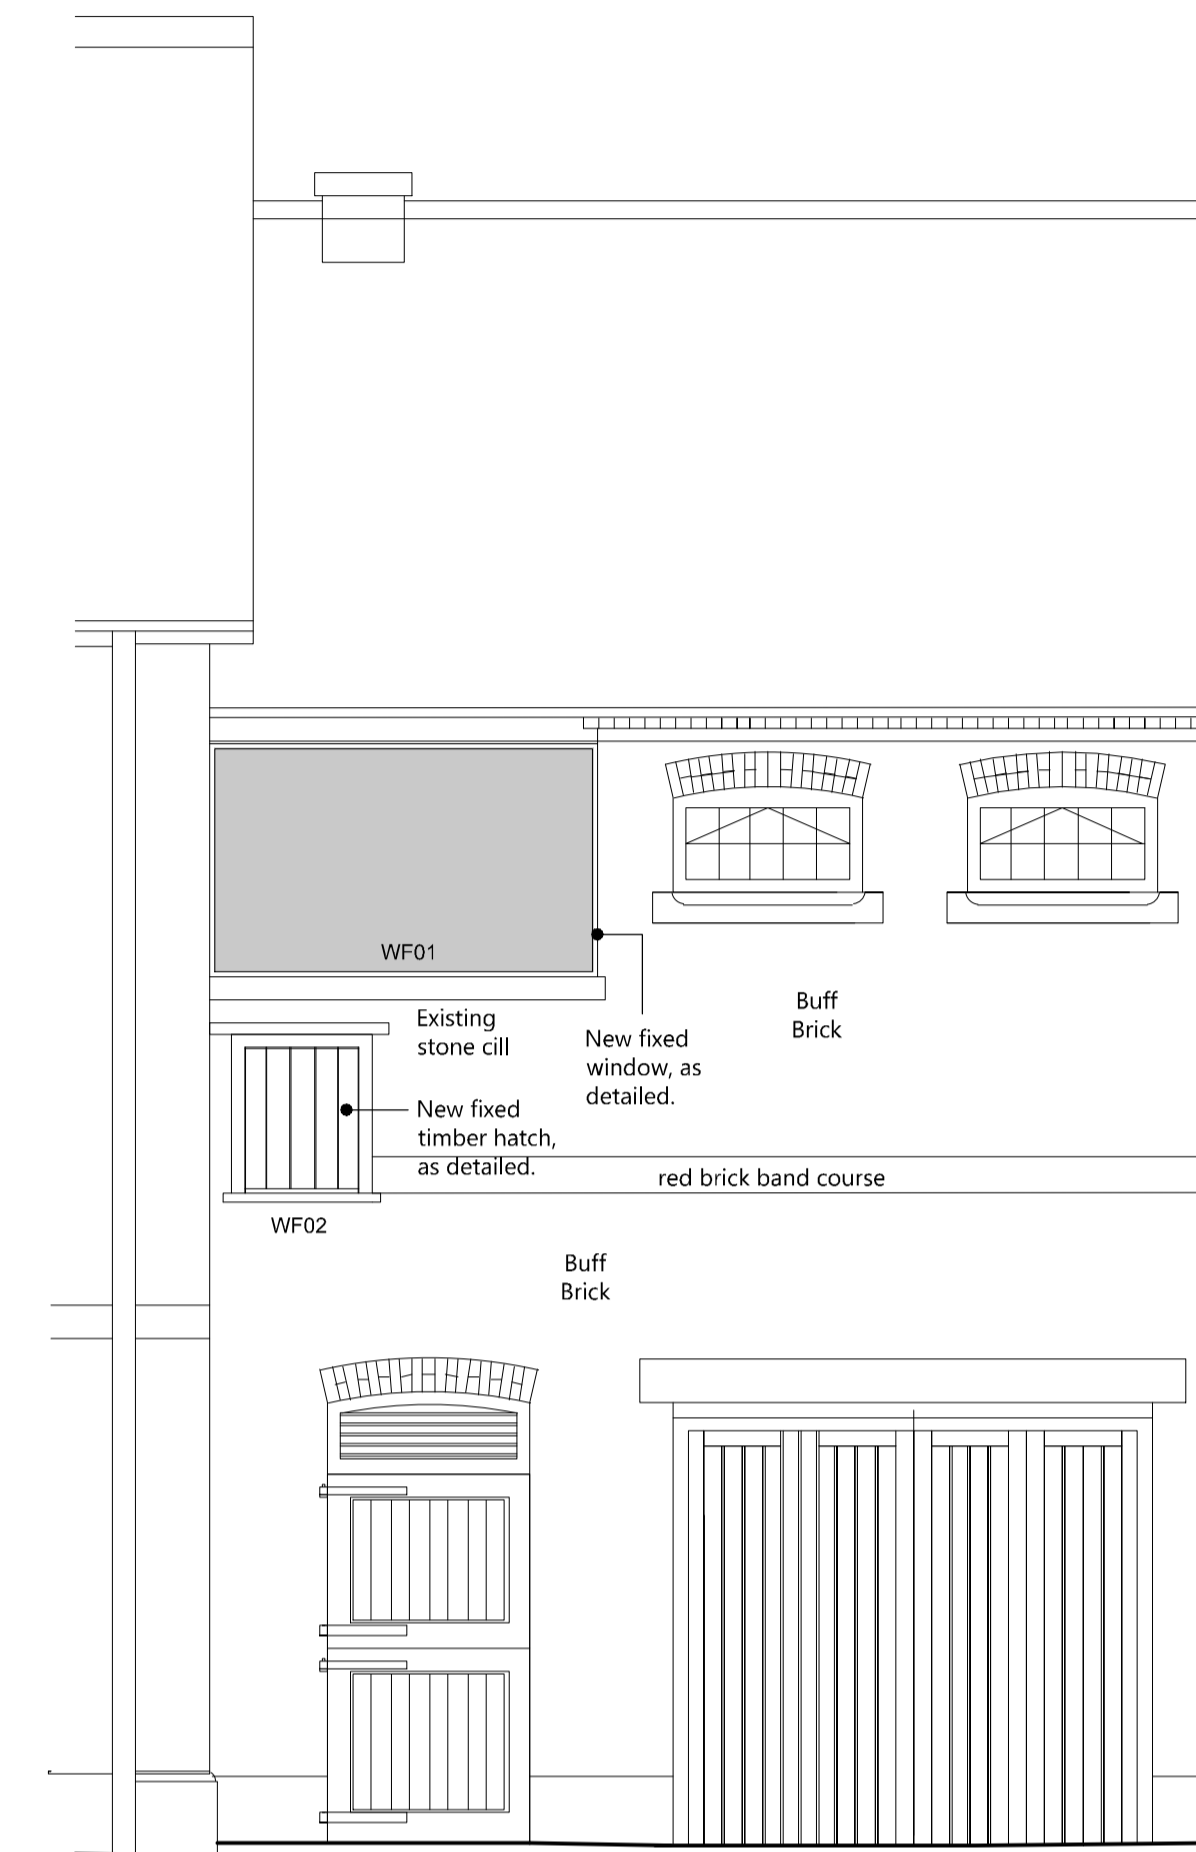 WF01
Existing
stone cill
New fixed
window, as
detailed.
Buff
Brick
New fixed
timber hatch,
as detailed.
red brick band course
WF02
Buff
Brick